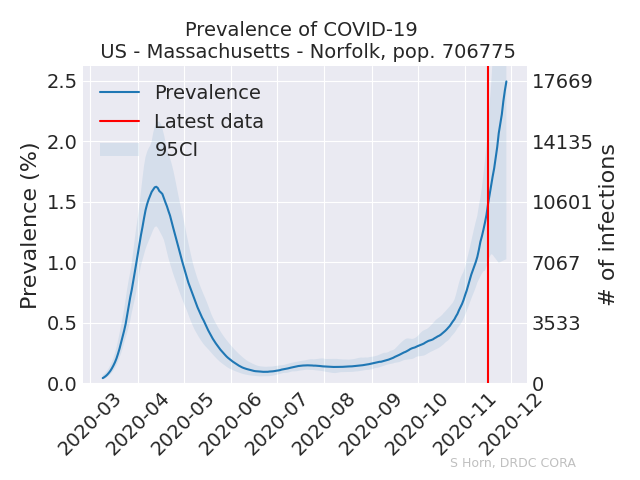 Prevalence of COVID-19
US - Massachusetts - Norfolk, pop. 706775
Prevalence
Latest data
95CI
Prevalence (%)
2.5
2.0
1.5
1.0
0.5
0.0
17669
14135
10601
7067
3533
0
# of infections
2020-03
2020-04
2020-05
2020-06
2020-07
2020-08
2020-09
2020-10
2020-11
2020-12
S Horn, DRDC CORA